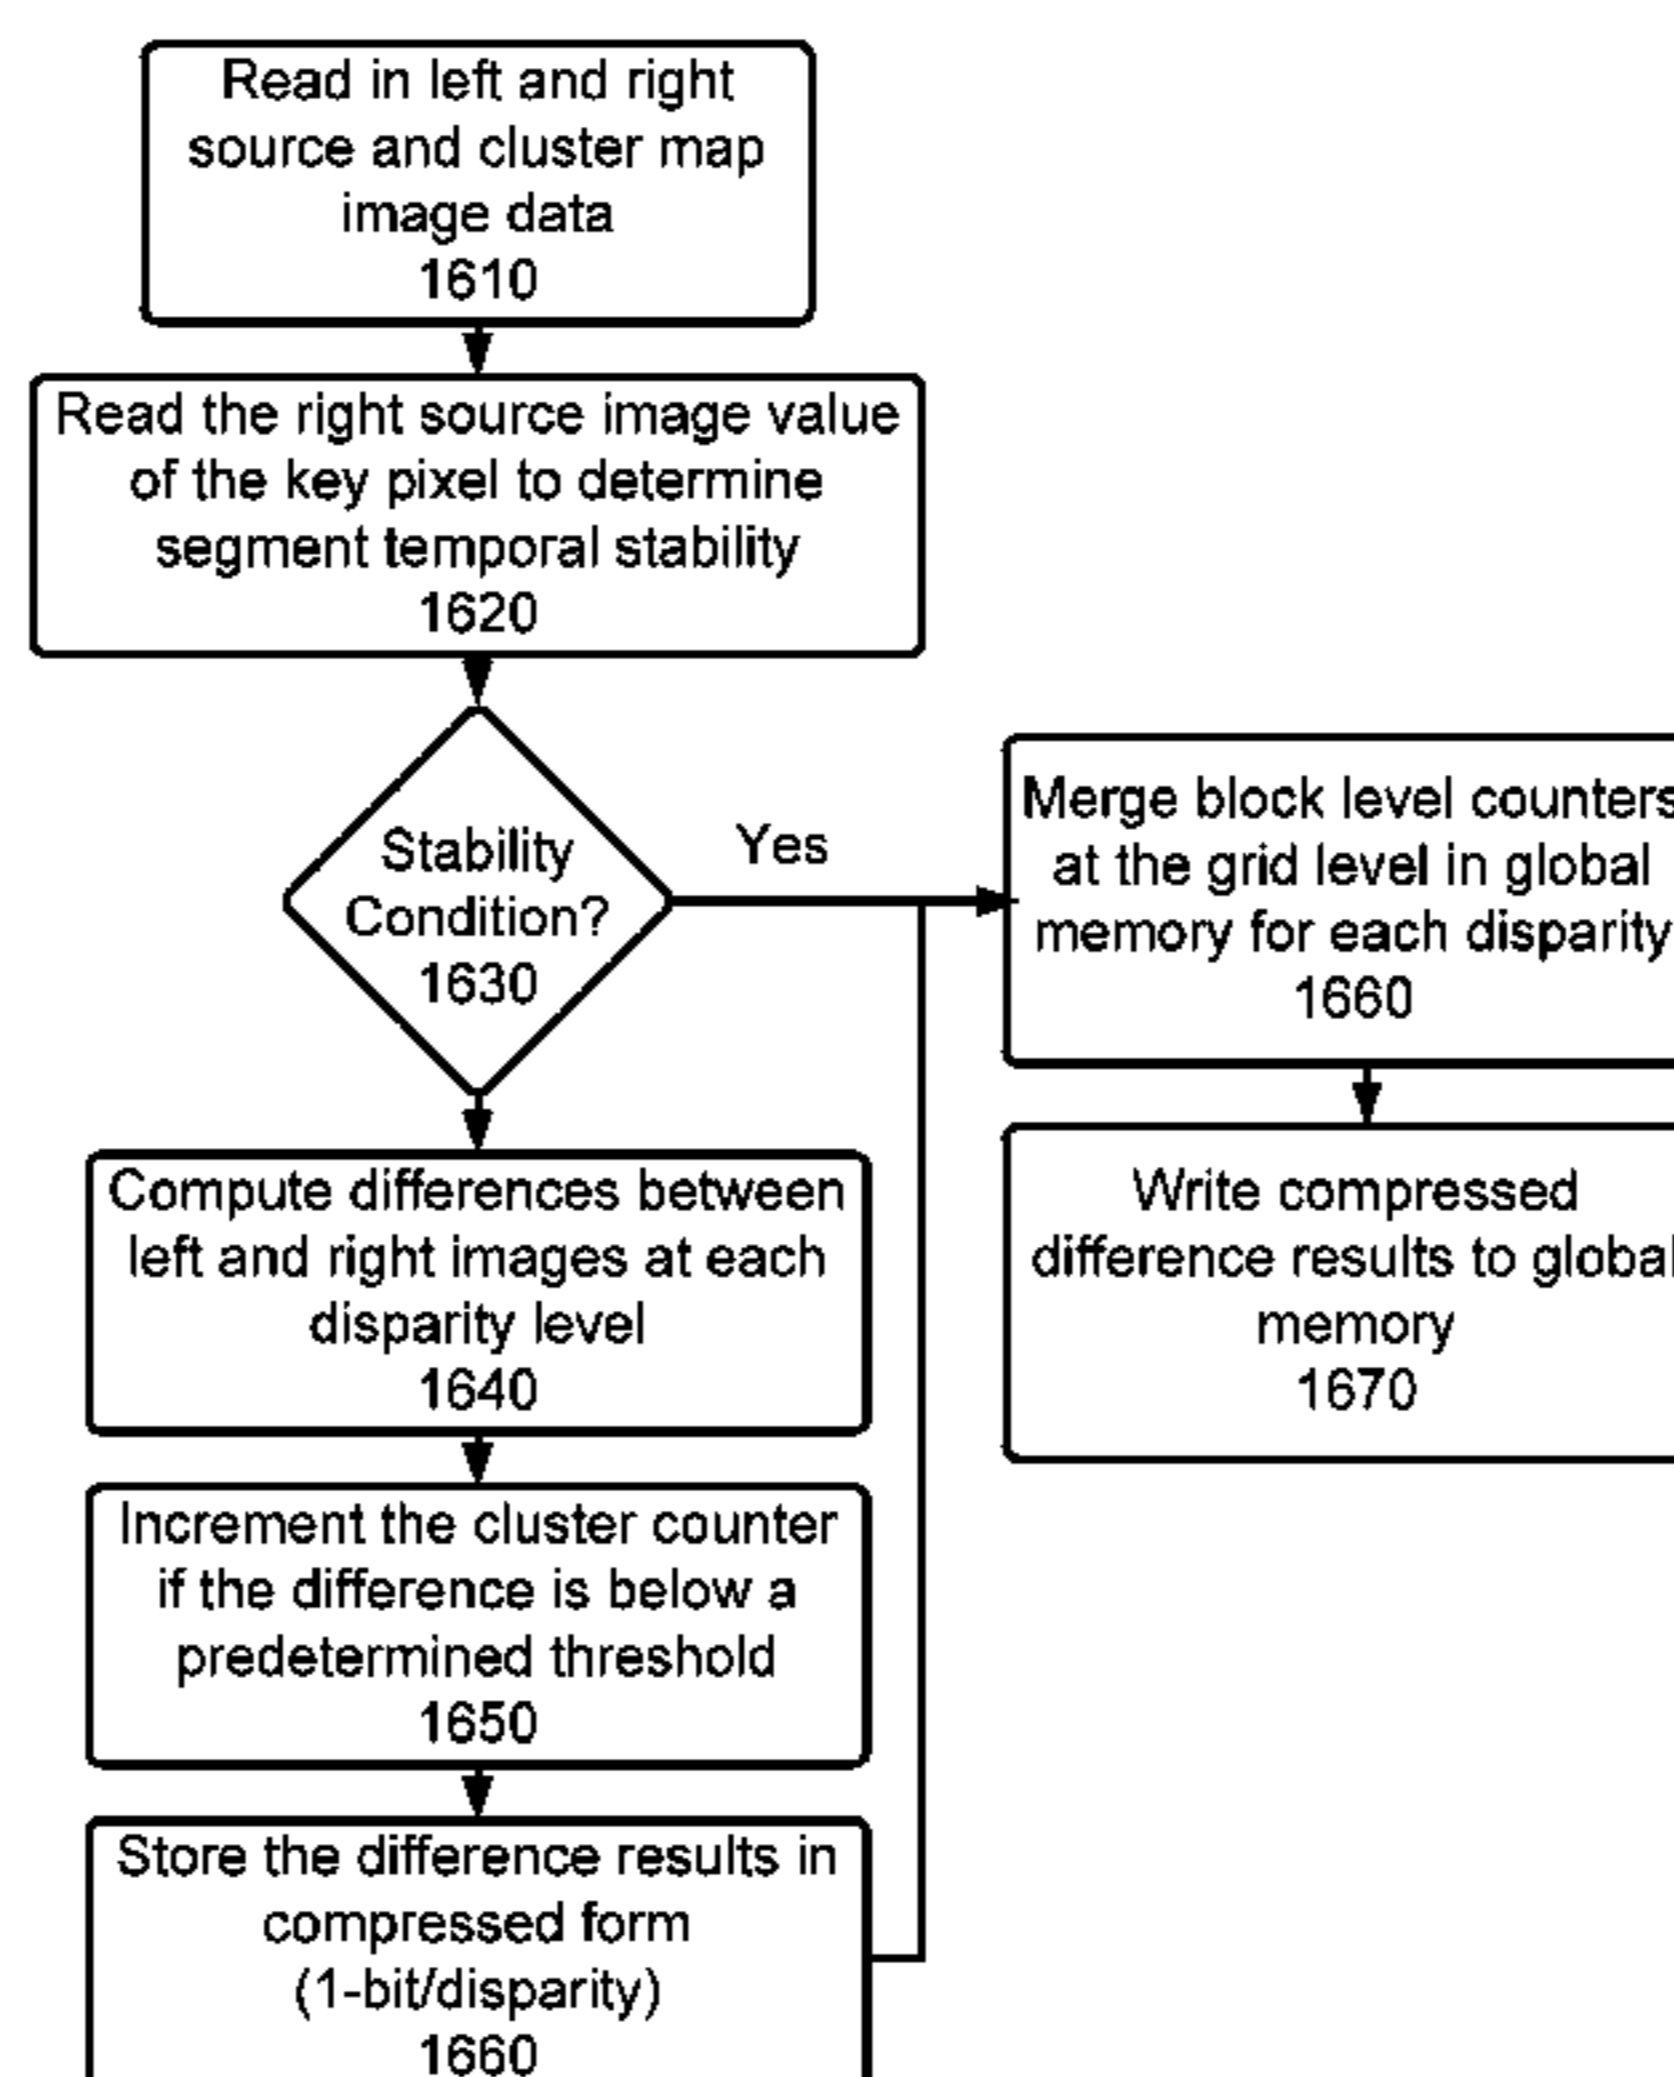 Read in left and right
source and cluster map
image data
1610
Read the right source image value
of the key pixel to determine
segment temporal stability
1620
Stability
Condition?
1630
Yes
Compute differences between
left and right images at each
disparity level
1640
Increment the cluster counter
if the difference is below a
predetermined threshold
1650
Store the difference results in
compressed form
(1-bit/disparity)
1660
Merge block level counters
at the grid level in global
memory for each disparity
1660
Write compressed
difference results to global
memory
1670